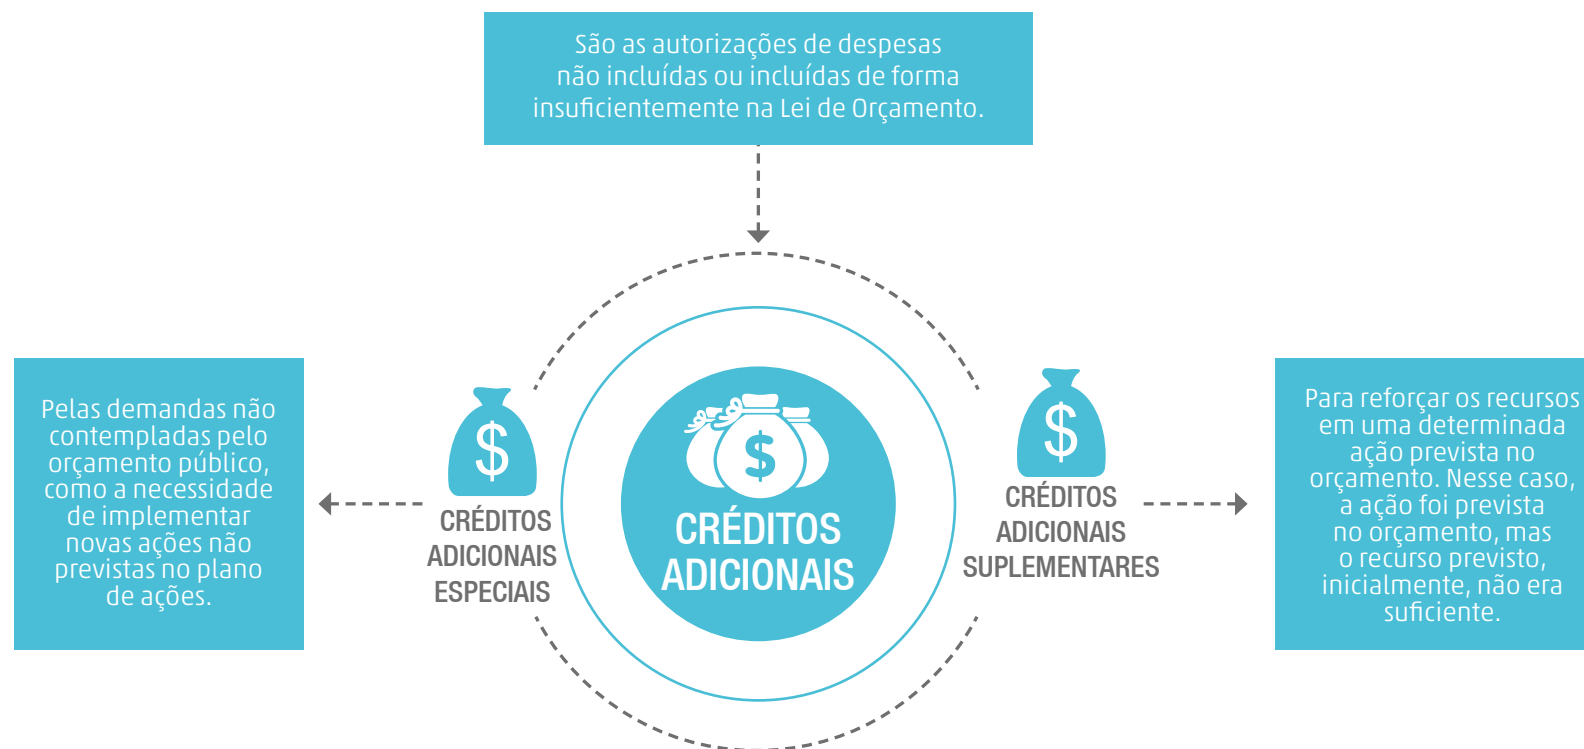 São as autorizações de despesas
não incluídas ou incluídas de forma
insuficientemente na Lei de Orçamento.
Pelas demandas não
contempladas pelo
orçamento público,
como a necessidade
de implementar
novas ações não
previstas no plano
de ações.
$
CRÉDITOS
ADICIONAIS
ESPECIAIS
$
CRÉDITOS
ADICIONAIS
$
CRÉDITOS
ADICIONAIS
SUPLEMENTARES
Para reforçar os recursos
em uma determinada
ação prevista no
orçamento. Nesse caso,
a ação foi prevista
no orçamento, mas
o recurso previsto,
inicialmente, não era
suficiente.